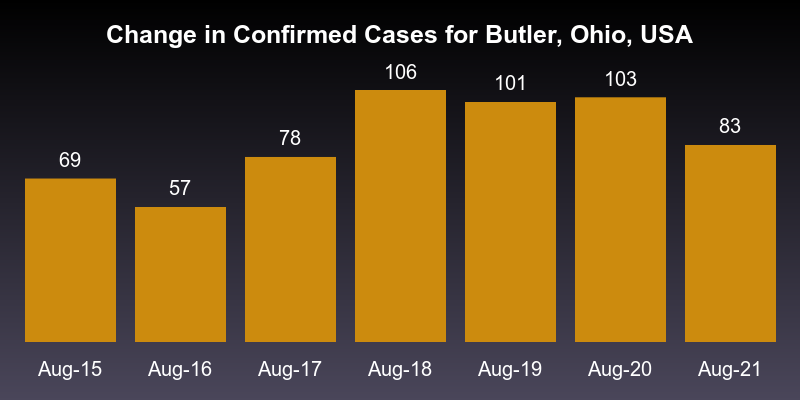 Change in Confirmed Cases for Butler, Ohio, USA
69 57 78 106 101 103 83
Aug-15 Aug-16 Aug-17 Aug-18 Aug-19 Aug-20 Aug-21